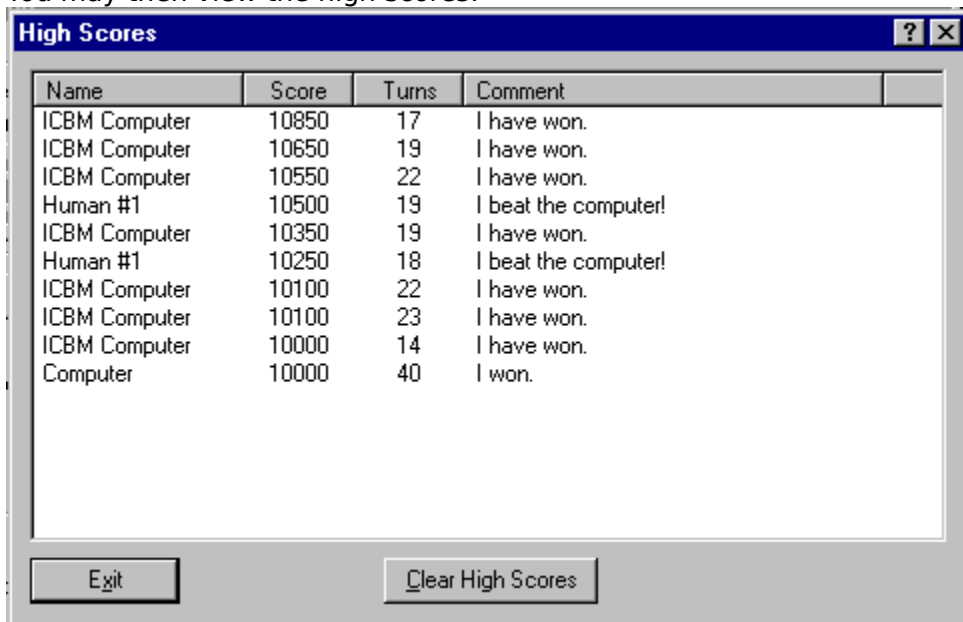 You may then view the high scores.
High Scores
Name Score Turns Comment
ICBM Computer 10850 17 I have won.
ICBM Computer 10650 19 I have won.
ICBM Computer 10550 22 I have won.
Human #1 10500 19 I beat the computer!
ICBM Computer 10350 19 I have won.
Human #1 10250 18 I beat the computer!
ICBM Computer 10100 22 I have won.
ICBM Computer 10100 23 I have won.
ICBM Computer 10000 14 I have won.
Computer 10000 40 I won.
Exit Clear High Scores